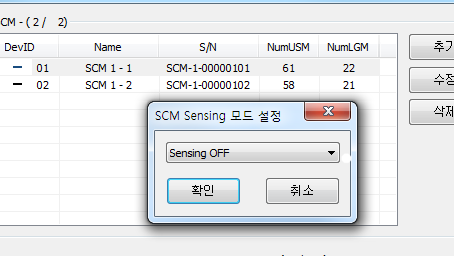 SCM - ( 2 / 2)
DevID Name S/N NumUSM NumLGM
01 SCM 1 - 1 SCM-1-00000101 61 22
02 SCM 1 - 2 SCM-1-00000102 58 21
추가
수정
삭제
SCM Sensing 모드 설정
Sensing OFF
확인 취소